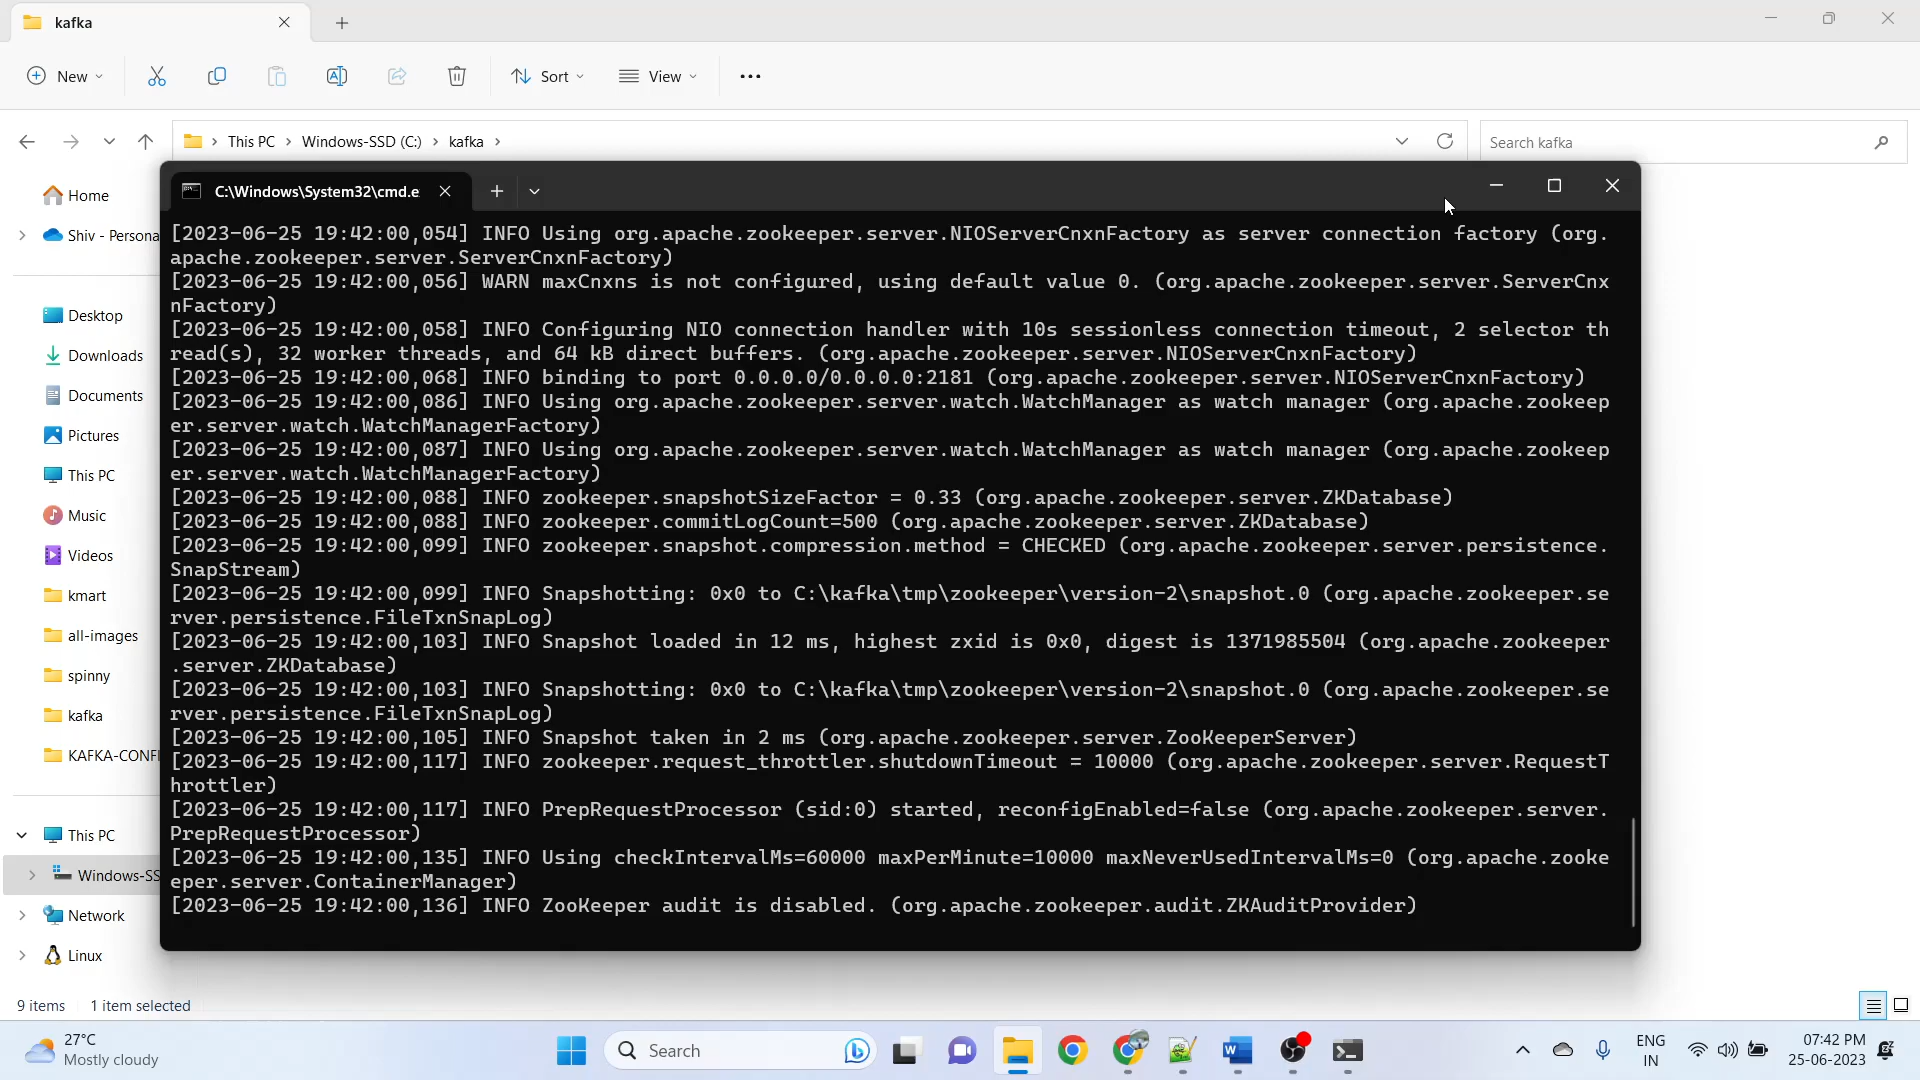 kafka
New
Sort
View
This PC
Windows-SSD (C:)
kafka
Search kafka
Home
Shiv - Persona
Desktop
Downloads
Documents
Pictures
This PC
Music
Videos
kmart
all-images
spinny
kafka
KAFKA-CONFI
This PC
Windows-SS
Network
Linux
9 items 1 item selected
C:\Windows\System32\cmd.e
[2023-06-25 19:42:00,054] INFO Using org.apache.zookeeper.server.NIOServerCnxnFactory as server connection factory (org.
apache.zookeeper.server.ServerCnxnFactory)
[2023-06-25 19:42:00,056] WARN maxCnxns is not configured, using default value 0. (org.apache.zookeeper.server.ServerCnx
nFactory)
[2023-06-25 19:42:00,058] INFO Configuring NIO connection handler with 10s sessionless connection timeout, 2 selector th
read(s), 32 worker threads, and 64 kB direct buffers. (org.apache.zookeeper.server.NIOServerCnxnFactory)
[2023-06-25 19:42:00,068] INFO binding to port 0.0.0.0/0.0.0.0:2181 (org.apache.zookeeper.server.NIOServerCnxnFactory)
[2023-06-25 19:42:00,086] INFO Using org.apache.zookeeper.server.watch.WatchManager as watch manager (org.apache.zookeep
er.server.watch.WatchManagerFactory)
[2023-06-25 19:42:00,087] INFO Using org.apache.zookeeper.server.watch.WatchManager as watch manager (org.apache.zookeep
er.server.watch.WatchManagerFactory)
[2023-06-25 19:42:00,088] INFO zookeeper.snapshotSizeFactor = 0.33 (org.apache.zookeeper.server.ZKDatabase)
[2023-06-25 19:42:00,088] INFO zookeeper.commitLogCount=500 (org.apache.zookeeper.server.ZKDatabase)
[2023-06-25 19:42:00,099] INFO zookeeper.snapshot.compression.method = CHECKED (org.apache.zookeeper.server.persistence.
SnapStream)
[2023-06-25 19:42:00,099] INFO Snapshotting: 0x0 to C:\kafka\tmp\zookeeper\version-2\snapshot.0 (org.apache.zookeeper.se
rver.persistence.FileTxnSnapLog)
[2023-06-25 19:42:00,103] INFO Snapshot loaded in 12 ms, highest zxid is 0x0, digest is 1371985504 (org.apache.zookeeper
.server.ZKDatabase)
[2023-06-25 19:42:00,103] INFO Snapshotting: 0x0 to C:\kafka\tmp\zookeeper\version-2\snapshot.0 (org.apache.zookeeper.se
rver.persistence.FileTxnSnapLog)
[2023-06-25 19:42:00,105] INFO Snapshot taken in 2 ms (org.apache.zookeeper.server.ZooKeeperServer)
[2023-06-25 19:42:00,117] INFO zookeeper.request_throttler.shutdownTimeout = 10000 (org.apache.zookeeper.server.RequestT
hrottler)
[2023-06-25 19:42:00,117] INFO PrepRequestProcessor (sid:0) started, reconfigEnabled=false (org.apache.zookeeper.server.
PrepRequestProcessor)
[2023-06-25 19:42:00,135] INFO Using checkIntervalMs=60000 maxPerMinute=10000 maxNeverUsedIntervalMs=0 (org.apache.zooke
eper.server.ContainerManager)
[2023-06-25 19:42:00,136] INFO ZooKeeper audit is disabled. (org.apache.zookeeper.audit.ZKAuditProvider)
27°C
Mostly cloudy
Search
ENG
IN
07:42 PM
25-06-2023